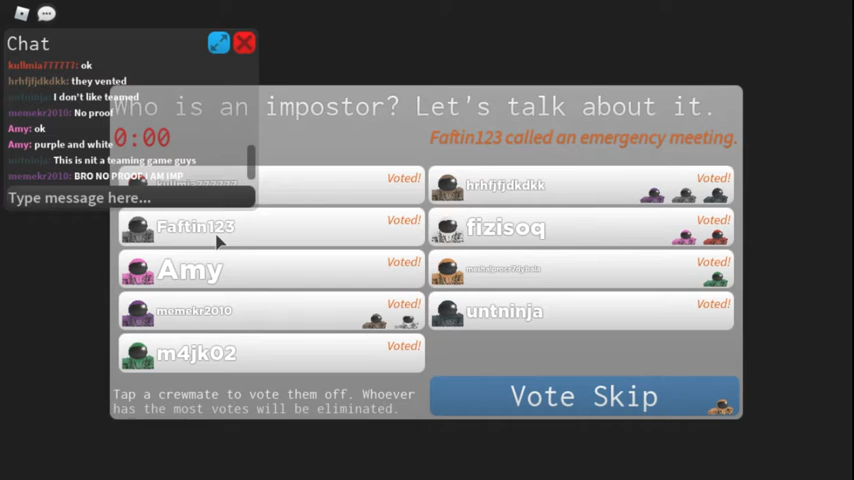 Chat
kullmia777777: ok
hrhfjfjdkdkk: they vented
untninja: I don't like teamed
memekr2010: No proof
Amy: ok
Amy: purple and white
untninja: This is nit a teaming game guys
memekr2010: BRO NO PROOF I AM IMP
Type message here...
Who is an impostor? Let's talk about it.
0:00
Faftin123 called an emergency meeting.
kullmia777777 Voted!
hrhfjfjdkdkk Voted!
Faftin123 Voted!
fizisoq Voted!
Amy Voted!
Voted!
memekr2010 Voted!
untninja Voted!
m4jk02 Voted!
Tap a crewmate to vote them off. Whoever
has the most votes will be eliminated.
Vote Skip